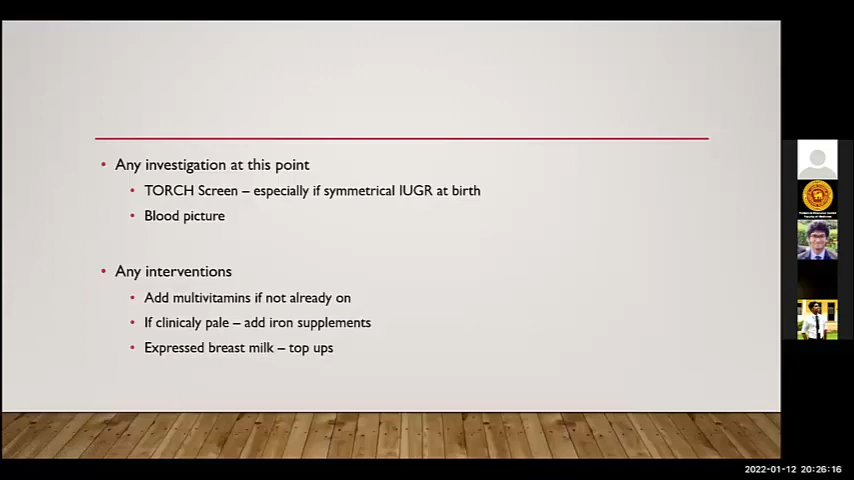 • Any investigation at this point
• TORCH Screen – especially if symmetrical IUGR at birth
• Blood picture
• Any interventions
• Add multivitamins if not already on
• If clinicaly pale – add iron supplements
• Expressed breast milk – top ups
2022-01-12 20:26:16